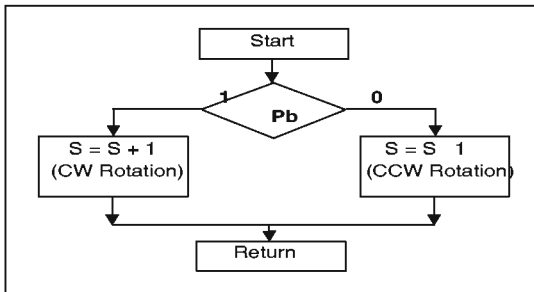 Start
1
0
Pb
S = S + 1
(CW Rotation)
S = S 1
(CCW Rotation)
Return